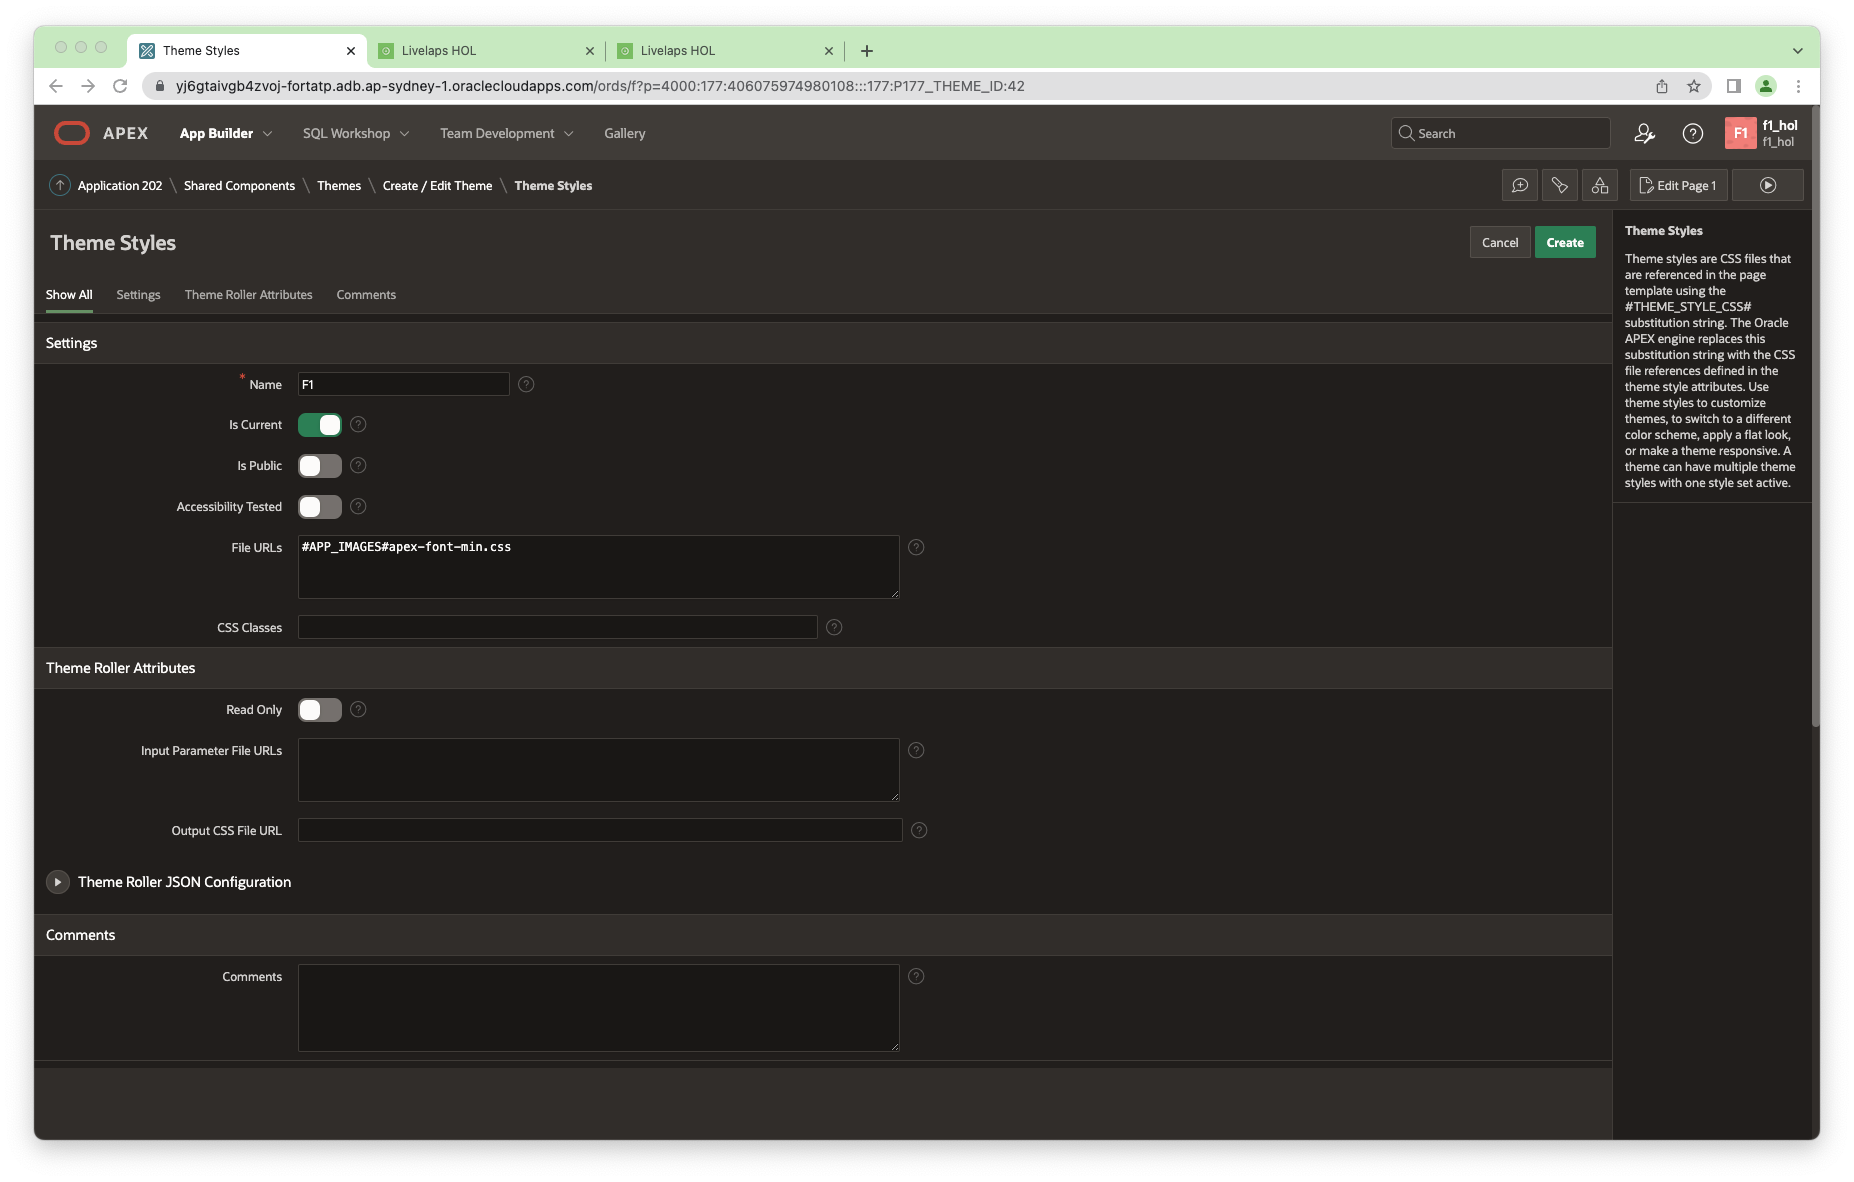 Theme Styles
Livelaps HOL
Livelaps HOL
yj6gtaivgb4zvoj-fortatp.adb.ap-sydney-1.oraclecloudapps.com/ords/f?p=4000:177:406075974980108:::177:P177_THEME_ID:42
APEX
App Builder
SQL Workshop
Team Development
Gallery
Search
F1
f1_hol
f1_hol
Application 202 \ Shared Components \ Themes \ Create / Edit Theme \ Theme Styles
Edit Page 1
Theme Styles
Cancel
Create
Show All
Settings
Theme Roller Attributes
Comments
Settings
* Name
F1
Is Current
Is Public
Accessibility Tested
File URLs
#APP_IMAGES#apex-font-min.css
CSS Classes
Theme Roller Attributes
Read Only
Input Parameter File URLs
Output CSS File URL
Theme Roller JSON Configuration
Comments
Comments
Theme Styles
Theme styles are CSS files that
are referenced in the page
template using the
#THEME_STYLE_CSS#
substitution string. The Oracle
APEX engine replaces this
substitution string with the CSS
file references defined in the
theme style attributes. Use
theme styles to customize
themes, to switch to a different
color scheme, apply a flat look,
or make a theme responsive. A
theme can have multiple theme
styles with one style set active.